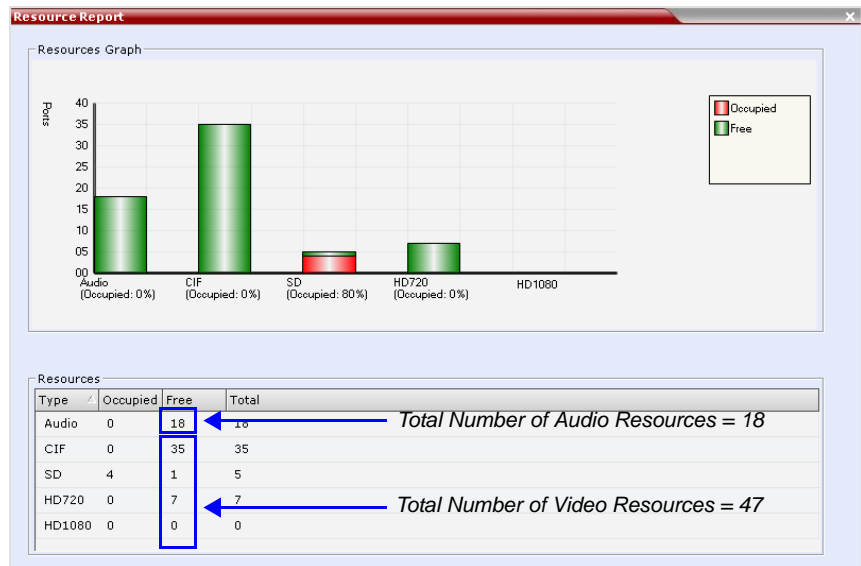 Resource Report
Resources Graph
Ports
40
35
30
25
20
15
10
05
00
Audio
(Occupied: 0%)
CIF
(Occupied: 0%)
SD
(Occupied: 80%)
HD720
(Occupied: 0%)
HD1080
Occupied
Free
Resources
Type Occupied Free Total
Audio 0 18 18
Total Number of Audio Resources = 18
CIF 0 35 35
SD 4 1 5
HD720 0 7 7
Total Number of Video Resources = 47
HD1080 0 0 0